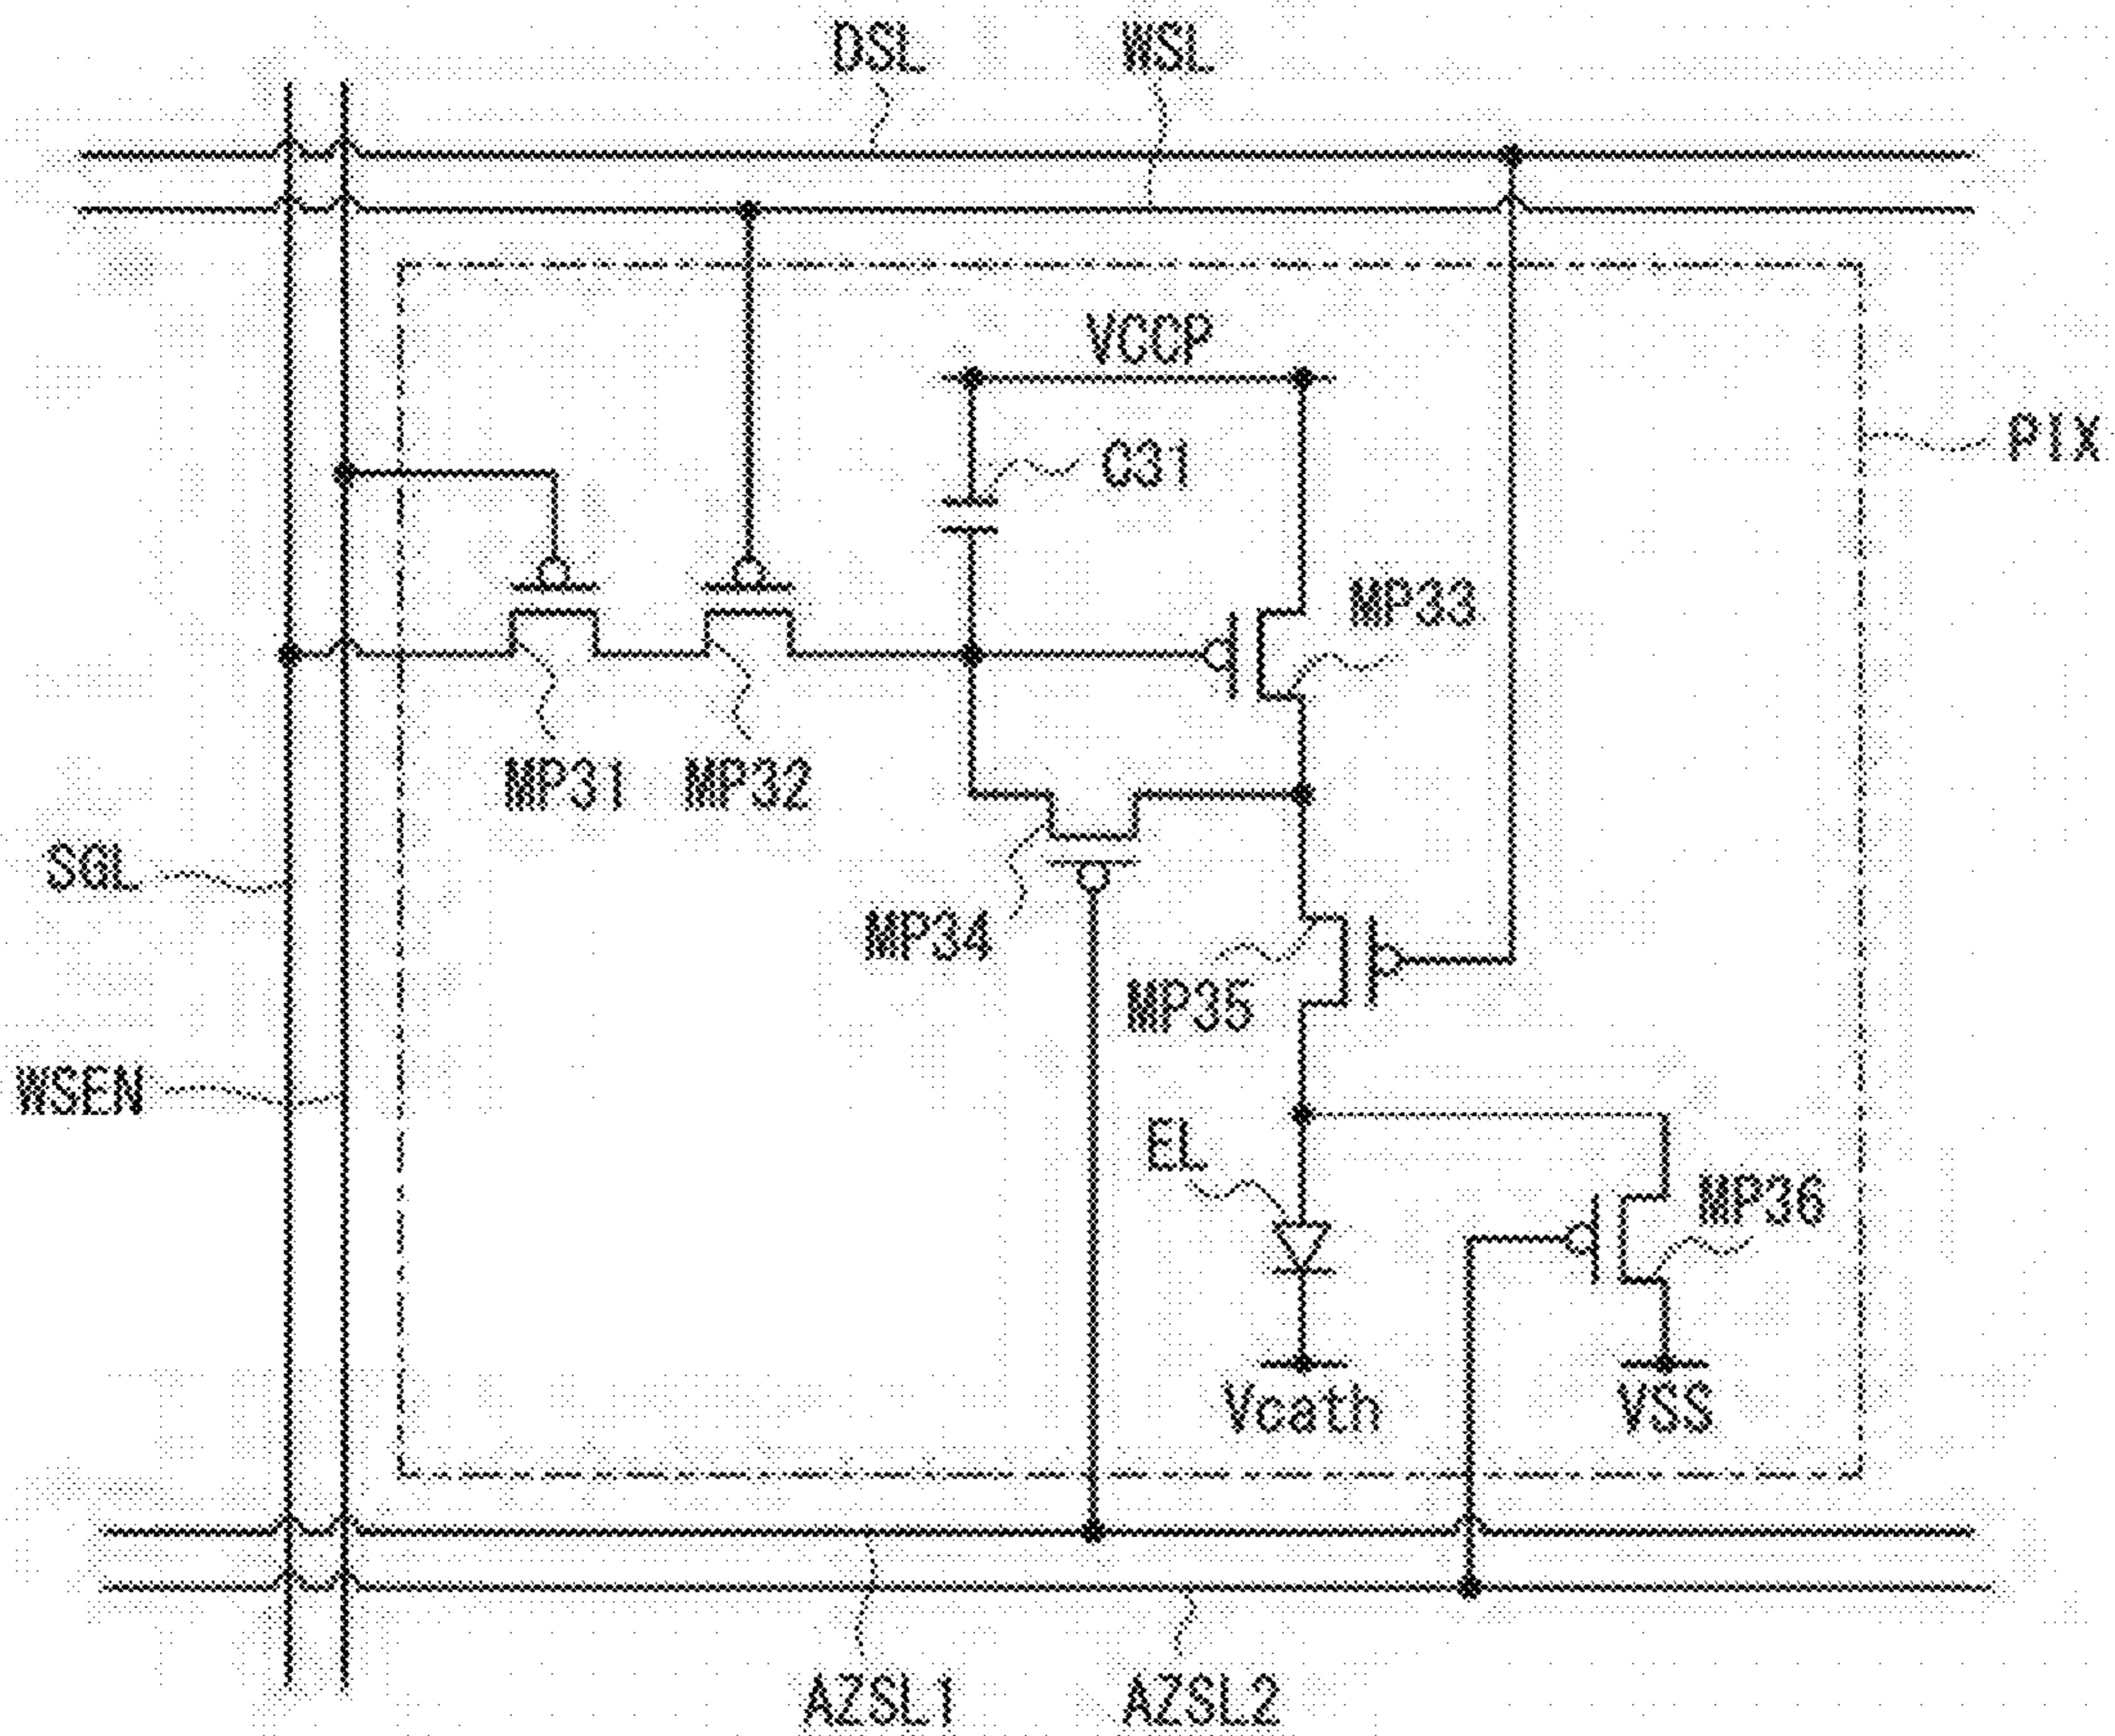 DSL
WSL
VCCP
C31
PIX
MP33
MP31
MP32
SGL
MP34
MP35
WSEN
EL
MP36
Vcath
VSS
AZSL1
AZSL2